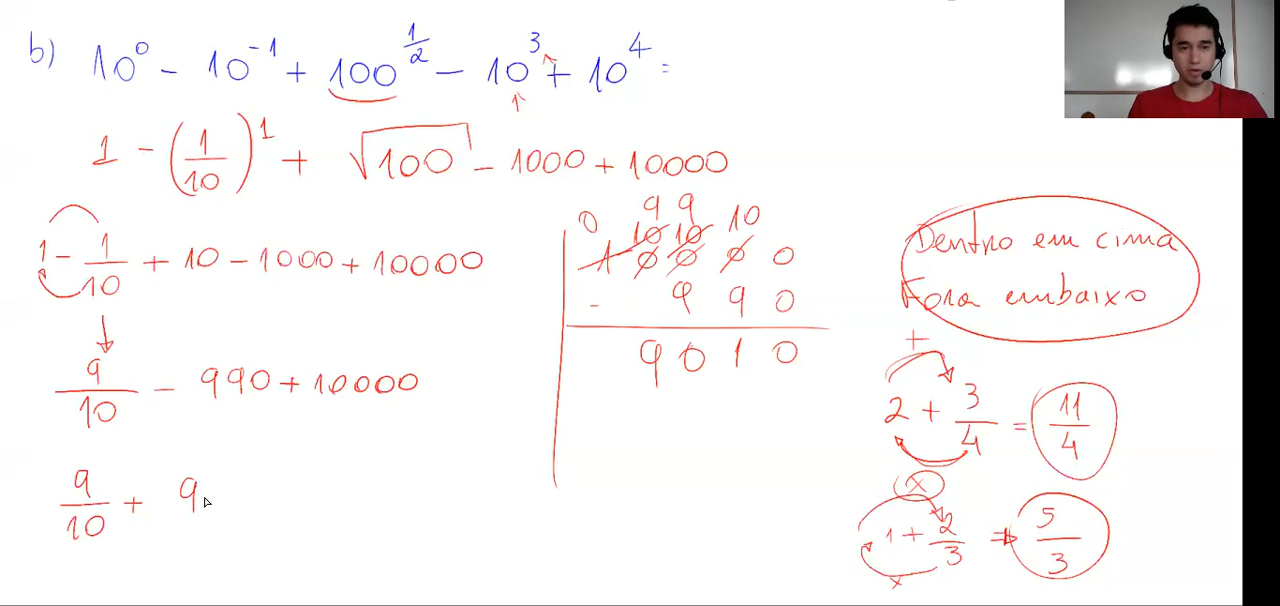 b) 10⁰ - 10⁻¹ + 100^(1/2) - 10³ + 10⁴ =
1 - (1/10)¹ + √100 - 1000 + 10000
1 - 1/10 + 10 - 1000 + 10000
9/10 - 990 + 10000
9/10 + 9
0 9 9 10
10 10
1 0 0 0 0
- 9 9 0
9 0 1 0
Dentro em cima
Fora embaixo
+
2 + 3/4 = 11/4
x
1 + 2/3 ⇒ 5/3
x